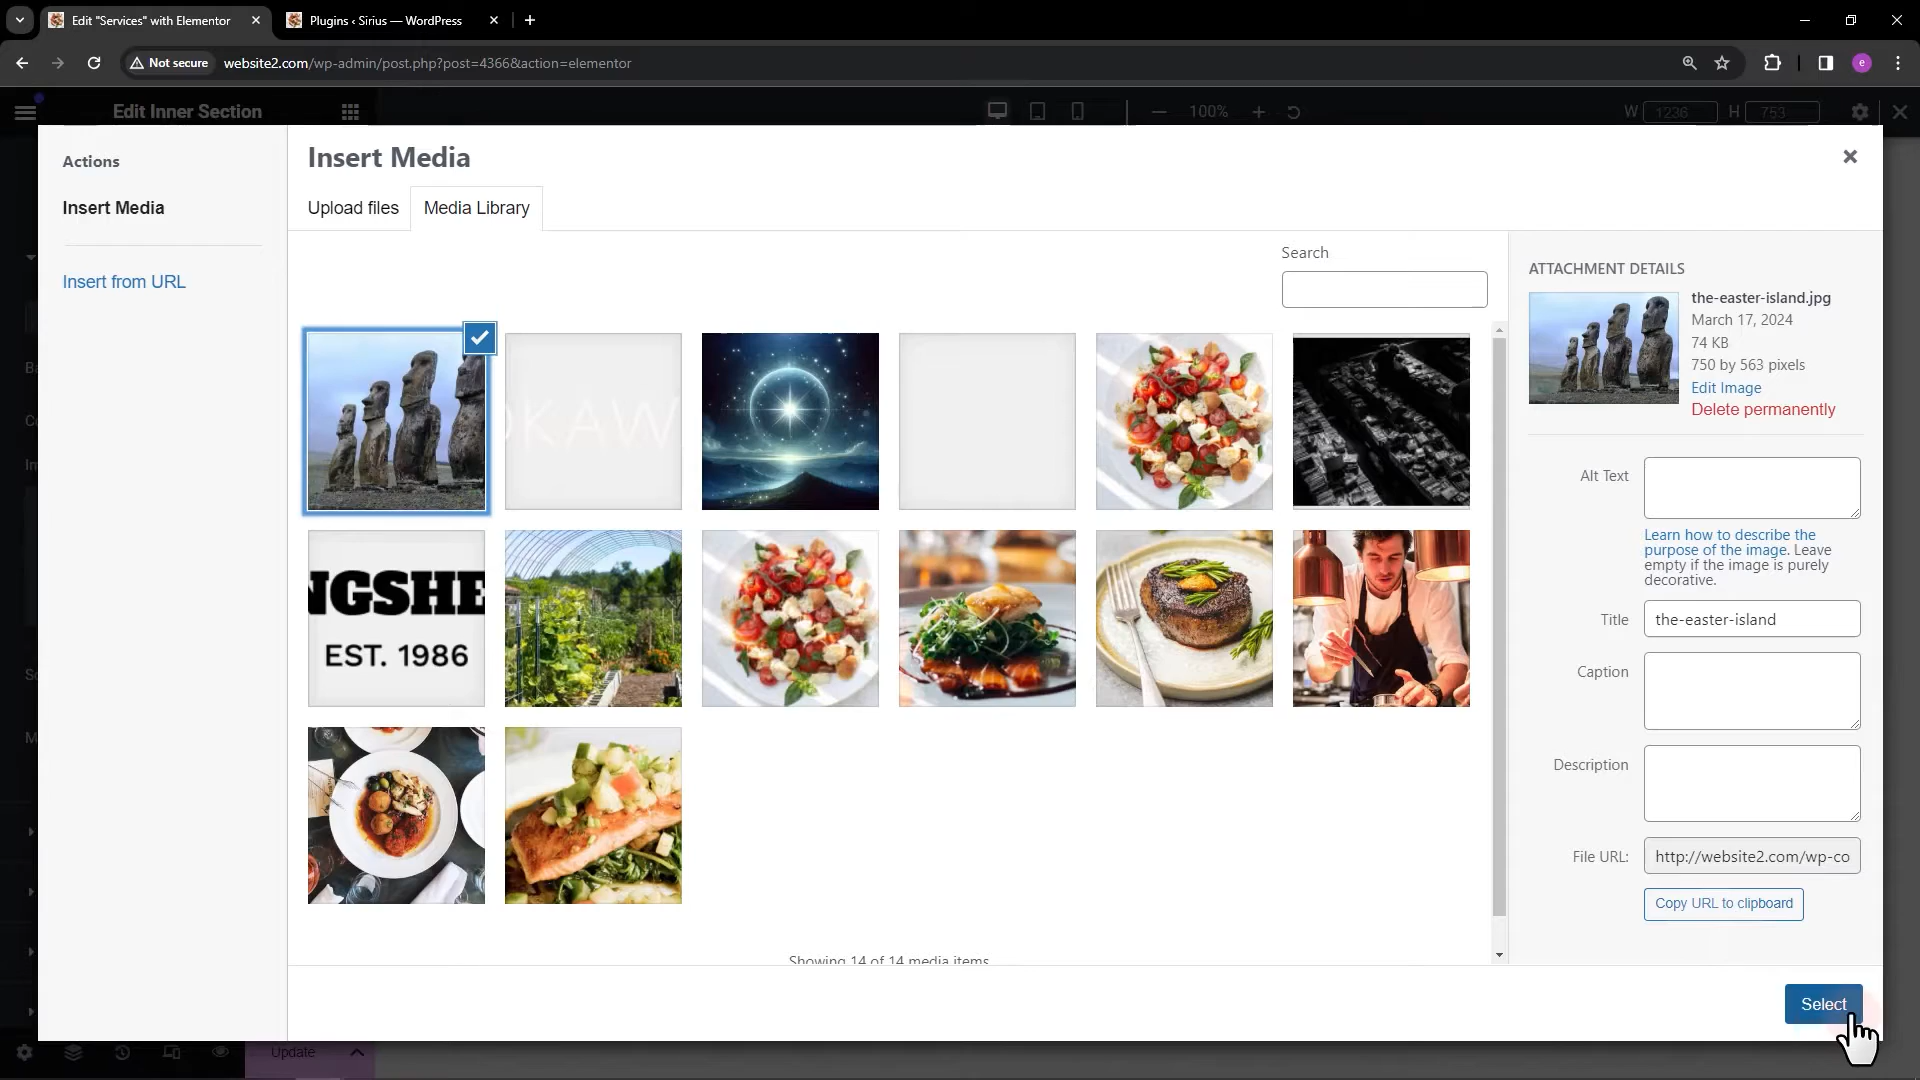 Edit "Services" with Elementor
Plugins ‹ Sirius — WordPress
Not secure
website2.com/wp-admin/post.php?post=4366&action=elementor
e
Edit Inner Section
100%
W 1236
H 753
Actions
Insert Media
Insert from URL
Insert Media
Upload files
Media Library
Search
OKAW
NGSHE
EST. 1986
Showing 14 of 14 media items
ATTACHMENT DETAILS
the-easter-island.jpg
March 17, 2024
74 KB
750 by 563 pixels
Edit Image
Delete permanently
Alt Text
Learn how to describe the
purpose of the image. Leave
empty if the image is purely
decorative.
Title
the-easter-island
Caption
Description
File URL:
http://website2.com/wp-co
Copy URL to clipboard
Select
Update